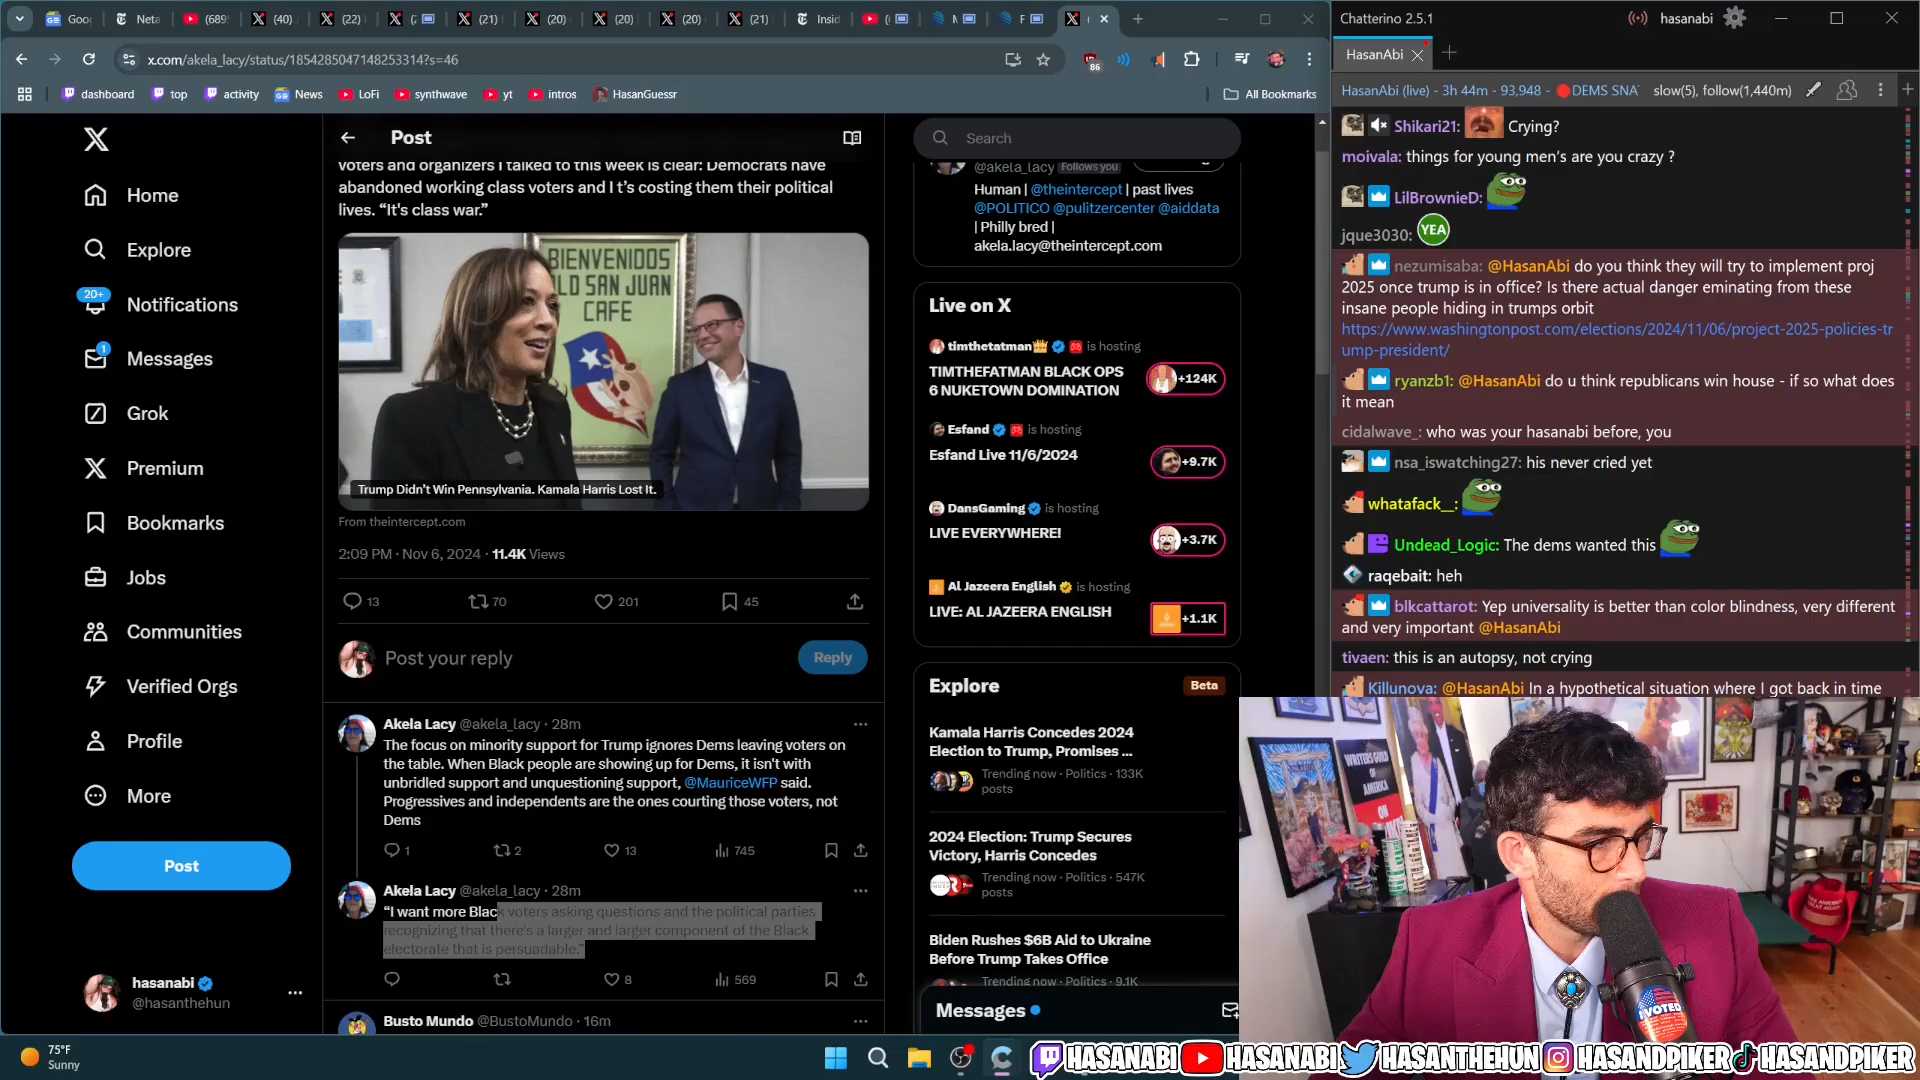 Gooc
Neta
(689
(40)
(22)
(2
(21)
(20)
(20)
(20)
(21)
Insid
(
M
F
(
x.com/akela_lacy/status/1854285047148253314?s=46
86
dashboard
top
activity
News
LoFi
synthwave
yt
intros
HasanGuessr
All Bookmarks
Home
Explore
20+
Notifications
1
Messages
Grok
Premium
Bookmarks
Jobs
Communities
Verified Orgs
Profile
More
Post
hasanabi
@hasanthehun
Post
voters and organizers I talked to this week is clear: Democrats have
abandoned working class voters and I t's costing them their political
lives. “It's class war.”
BIENVENIDOS
OLD SAN JUAN
CAFE
Trump Didn't Win Pennsylvania. Kamala Harris Lost It.
From theintercept.com
2:09 PM · Nov 6, 2024 · 11.4K Views
13
70
201
45
Post your reply
Reply
Akela Lacy @akela_lacy · 28m
The focus on minority support for Trump ignores Dems leaving voters on
the table. When Black people are showing up for Dems, it isn't with
unbridled support and unquestioning support, @MauriceWFP said.
Progressives and independents are the ones courting those voters, not
Dems
1
2
13
745
Akela Lacy @akela_lacy · 28m
“I want more Black voters asking questions and the political parties
recognizing that there's a larger and larger component of the Black
electorate that is persuadable.”
8
569
Busto Mundo @BustoMundo · 16m
Search
@akela_lacy Follows you
Human | @theintercept | past lives
@POLITICO @pulitzercenter @aiddata
| Philly bred |
akela.lacy@theintercept.com
Live on X
timthetatman is hosting
TIMTHEFATMAN BLACK OPS
6 NUKETOWN DOMINATION
+124K
Esfand is hosting
Esfand Live 11/6/2024
+9.7K
DansGaming is hosting
LIVE EVERYWHERE!
+3.7K
Al Jazeera English is hosting
LIVE: AL JAZEERA ENGLISH
+1.1K
Explore
Beta
Kamala Harris Concedes 2024
Election to Trump, Promises ...
Trending now · Politics · 133K
posts
2024 Election: Trump Secures
Victory, Harris Concedes
Trending now · Politics · 547K
posts
Biden Rushes $6B Aid to Ukraine
Before Trump Takes Office
Trending now · Politics · 9.1K
Messages
Chatterino 2.5.1
hasanabi
HasanAbi
HasanAbi (live) - 3h 44m - 93,948 - DEMS SNA
slow(5), follow(1,440m)
Shikari21: Crying?
moivala: things for young men's are you crazy ?
LilBrownieD:
jque3030: YEA
nezumisaba: @HasanAbi do you think they will try to implement proj
2025 once trump is in office? Is there actual danger eminating from these
insane people hiding in trumps orbit
https://www.washingtonpost.com/elections/2024/11/06/project-2025-policies-tr
ump-president/
ryanzb1: @HasanAbi do u think republicans win house - if so what does
it mean
cidalwave_: who was your hasanabi before, you
nsa_iswatching27: his never cried yet
whatafack__:
Undead_Logic: The dems wanted this
raqebait: heh
blkcattarot: Yep universality is better than color blindness, very different
and very important @HasanAbi
tivaen: this is an autopsy, not crying
Killunova: @HasanAbi In a hypothetical situation where I got back in time
WRITERS GUILD
OF
AMERICA
ON
I VOTED
75°F
Sunny
HASANABI
HASANABI
HASANTHEHUN
HASANDPIKER
HASANDPIKER